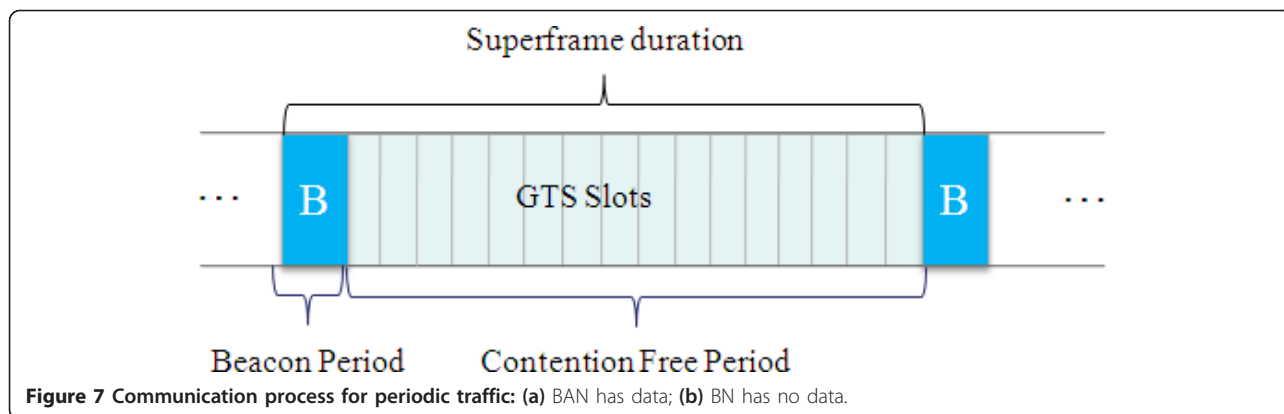 Superframe duration
... B GTS Slots B ...
Beacon Period Contention Free Period
Figure 7 Communication process for periodic traffic: (a) BAN has data; (b) BN has no data.